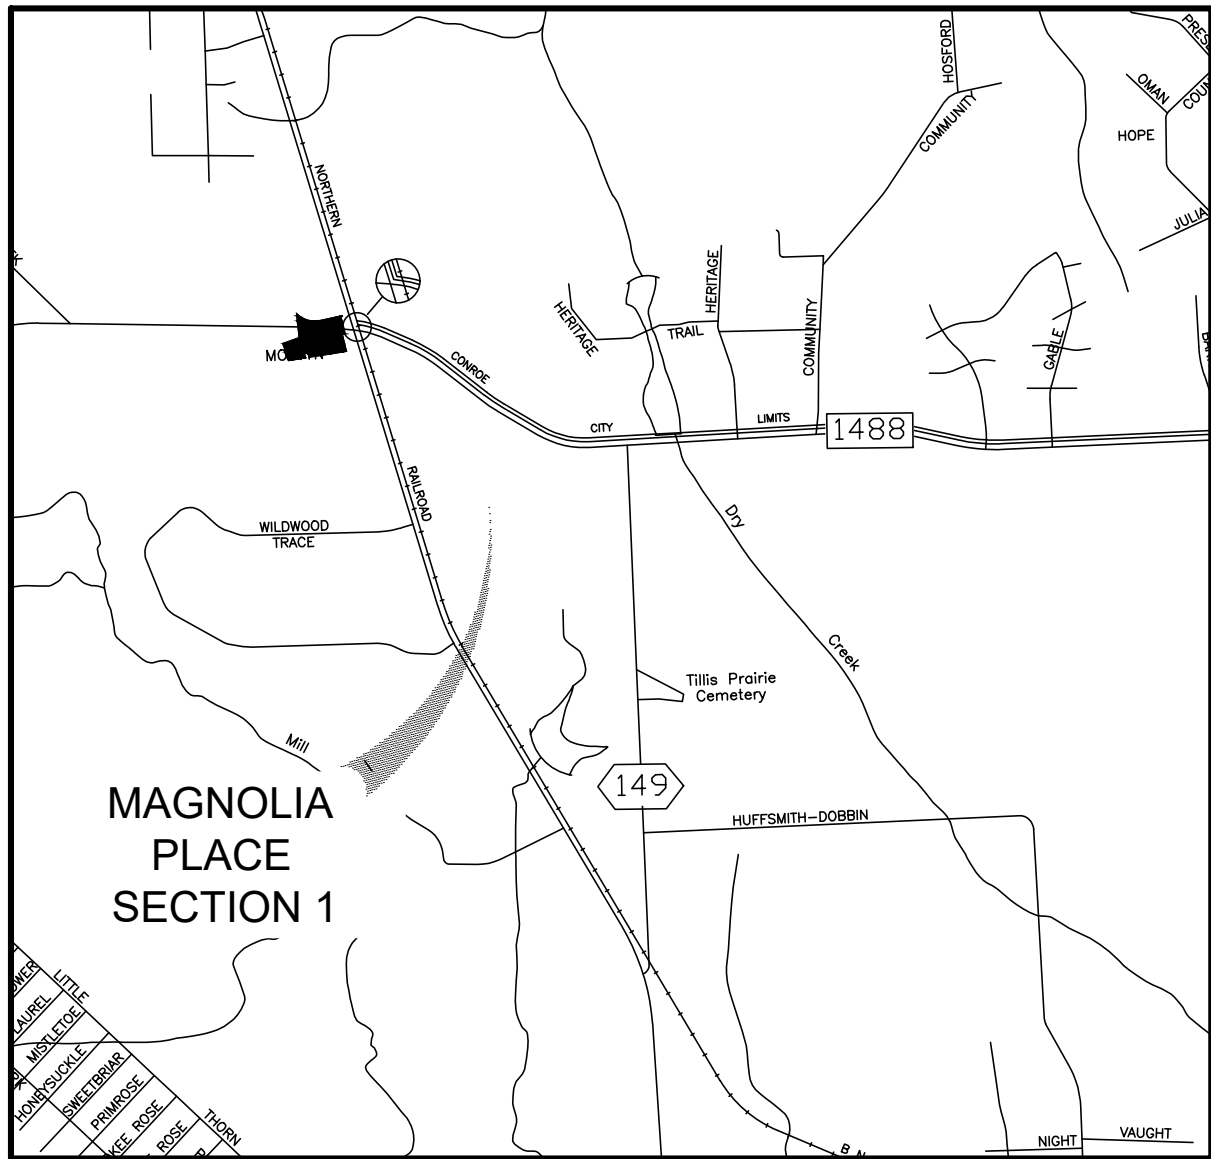 HOSFORD
COMMUNITY
OMAN
HOPE
JULIA
NORTHERN
HERITAGE
HERITAGE
TRAIL
COMMUNITY
GABLE
CONROE
CITY
LIMITS
1488
RAILROAD
WILDWOOD
TRACE
Dry
Creek
Tillis Prairie
Cemetery
Mill
149
HUFFSMITH-DOBBIN
MAGNOLIA
PLACE
SECTION 1
LITTLE
LAUREL
MISTLETOE
HONEYSUCKLE
SWEETBRIAR
PRIMROSE
ROSE
ROSE
THORN
B N
NIGHT
VAUGHT